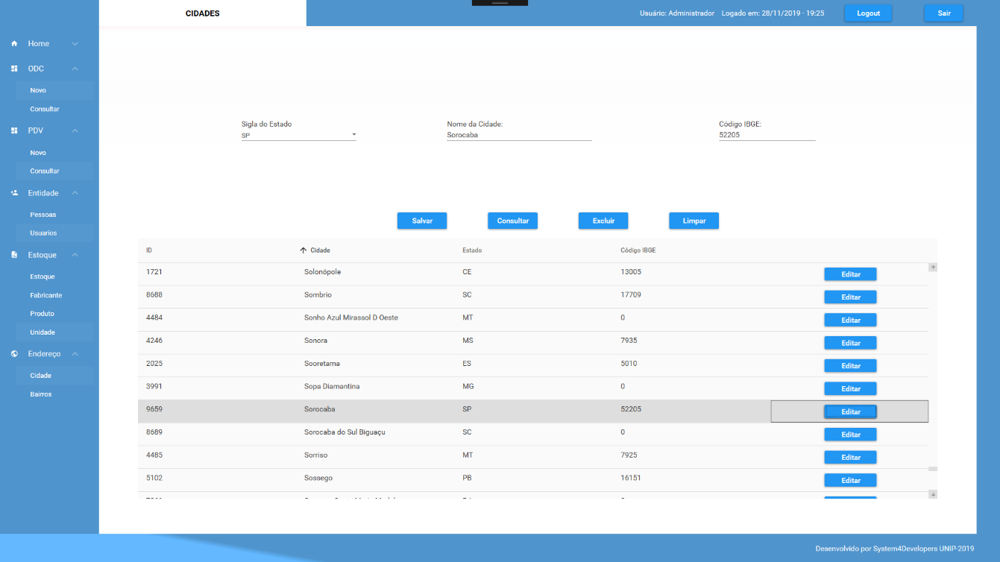 CIDADES
Usuário: Administrador Logado em: 28/11/2019 - 19:25 Logout Sair
Home
ODC
Novo
Consultar
PDV
Novo
Consultar
Entidade
Pessoas
Usuarios
Estoque
Estoque
Fabricante
Produto
Unidade
Endereço
Cidade
Bairros
Sigla do Estado Nome da Cidade: Código IBGE:
SP Sorocaba 52205
Salvar Consultar Excluir Limpar
ID Cidade Estado Código IBGE
1721 Solonópole CE 13005 Editar
8688 Sombrio SC 17709 Editar
4484 Sonho Azul Mirassol D Oeste MT 0 Editar
4246 Sonora MS 7935 Editar
2025 Sooretama ES 5010 Editar
3991 Sopa Diamantina MG 0 Editar
9659 Sorocaba SP 52205 Editar
8689 Sorocaba do Sul Biguaçu SC 0 Editar
4485 Sorriso MT 7925 Editar
5102 Sossego PB 16151 Editar
Desenvolvido por System4Developers UNIP-2019